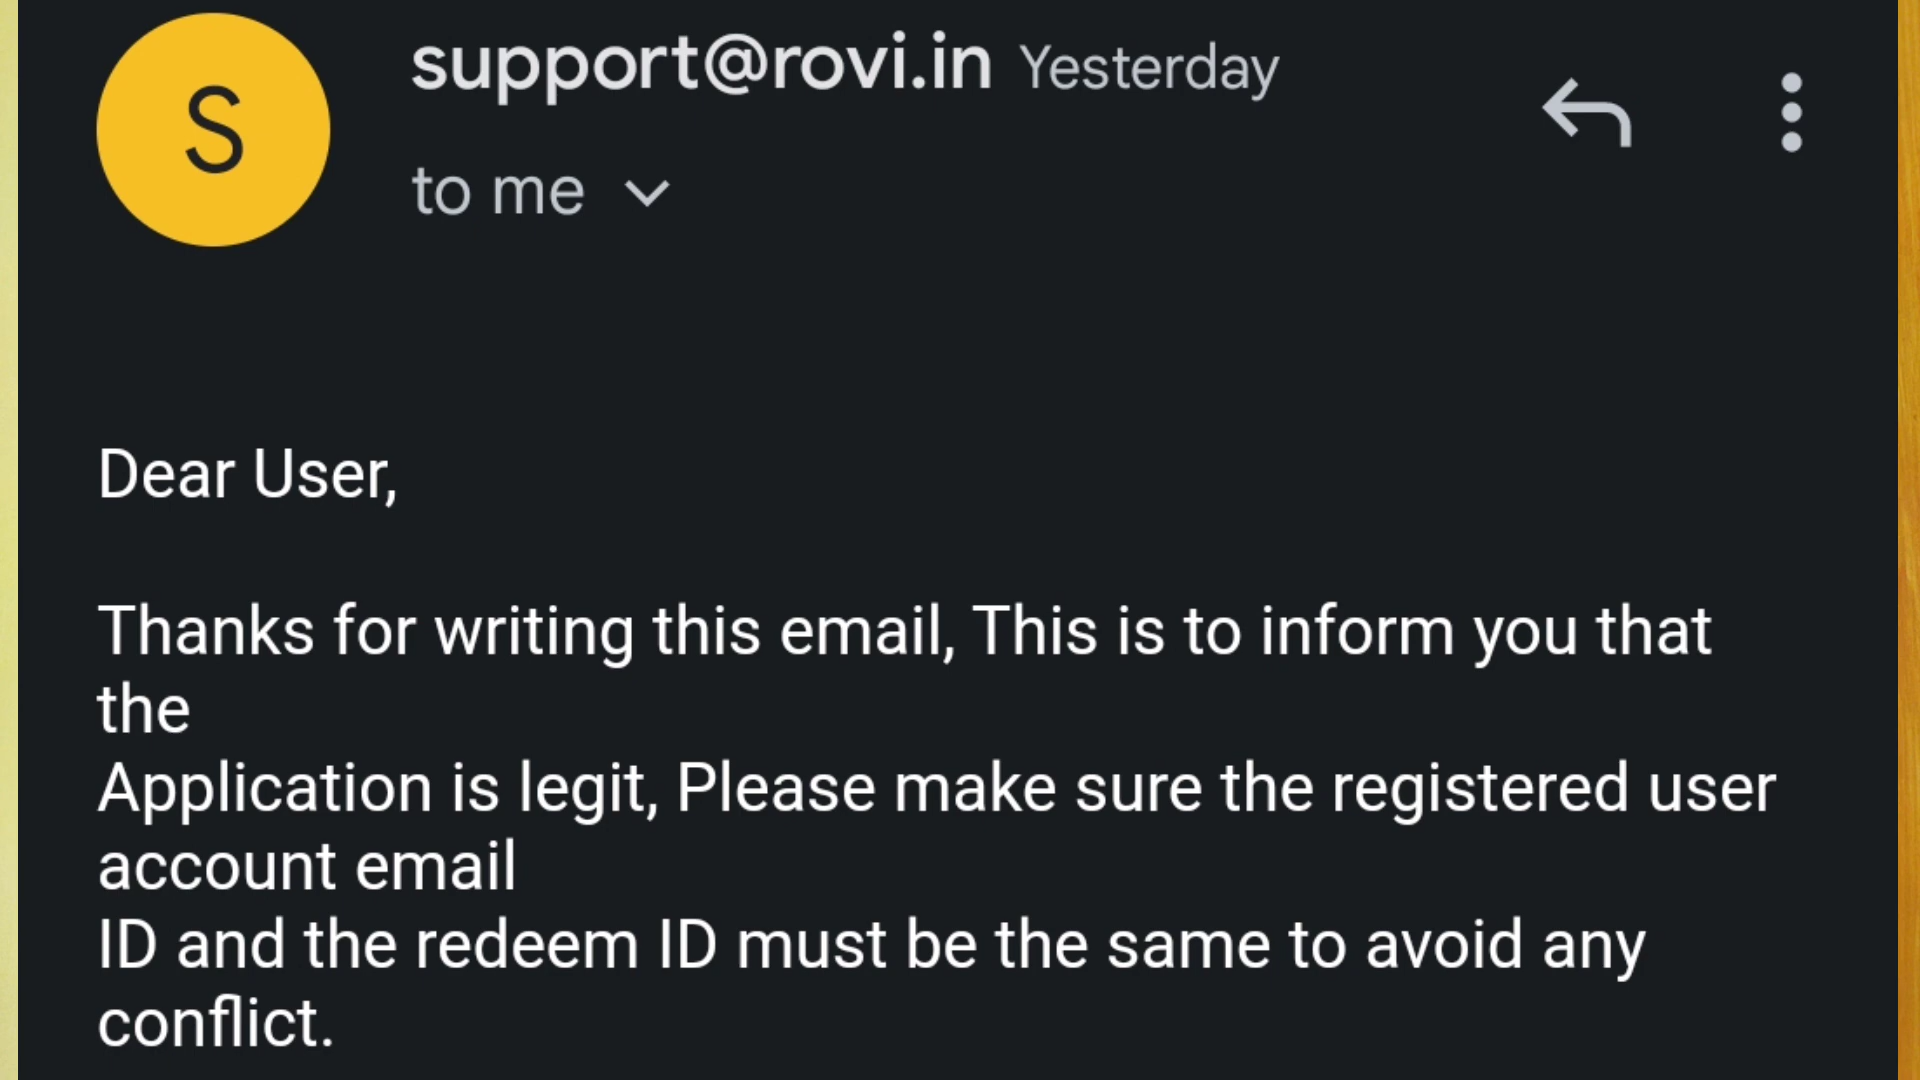 S
support@rovi.in Yesterday
to me
Dear User,
Thanks for writing this email, This is to inform you that
the
Application is legit, Please make sure the registered user
account email
ID and the redeem ID must be the same to avoid any
conflict.